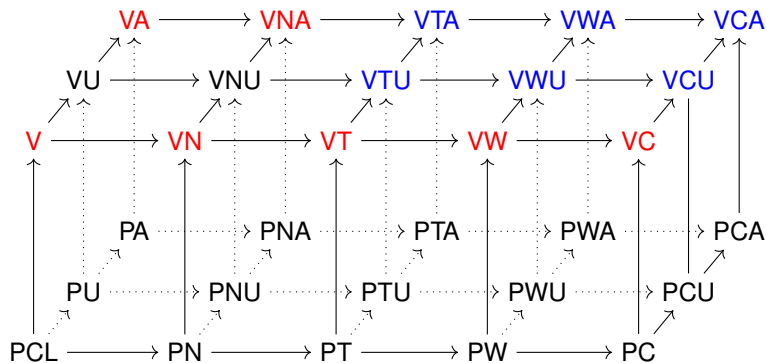 VA VNA VTA VWA VCA
VU VNU VTU VWU VCU
V VN VT VW VC
PA PNA PTA PWA PCA
PU PNU PTU PWU PCU
PCL PN PT PW PC